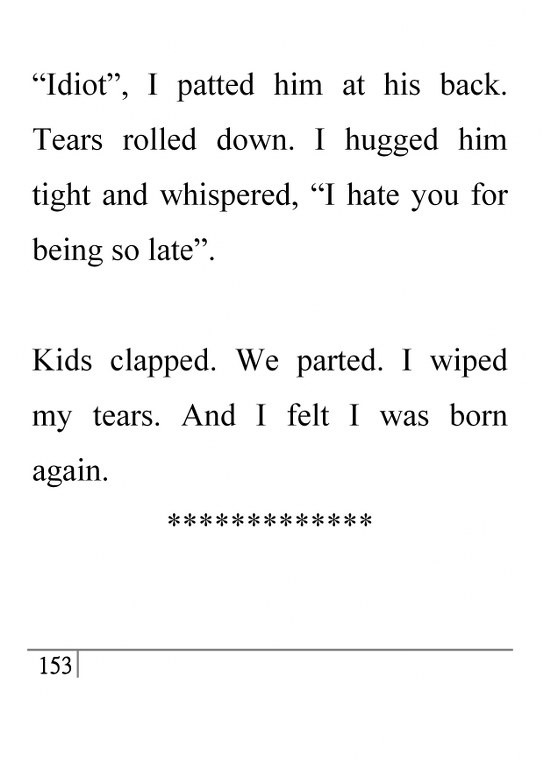 “Idiot”, I patted him at his back.
Tears rolled down. I hugged him
tight and whispered, “I hate you for
being so late”.
Kids clapped. We parted. I wiped
my tears. And I felt I was born
again.
*************
153